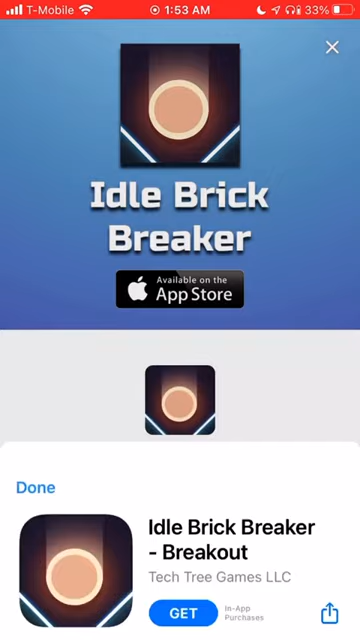 T-Mobile 1:53 AM 33%
Idle Brick
Breaker
Available on the
App Store
Done
Idle Brick Breaker
- Breakout
Tech Tree Games LLC
GET
In-App
Purchases